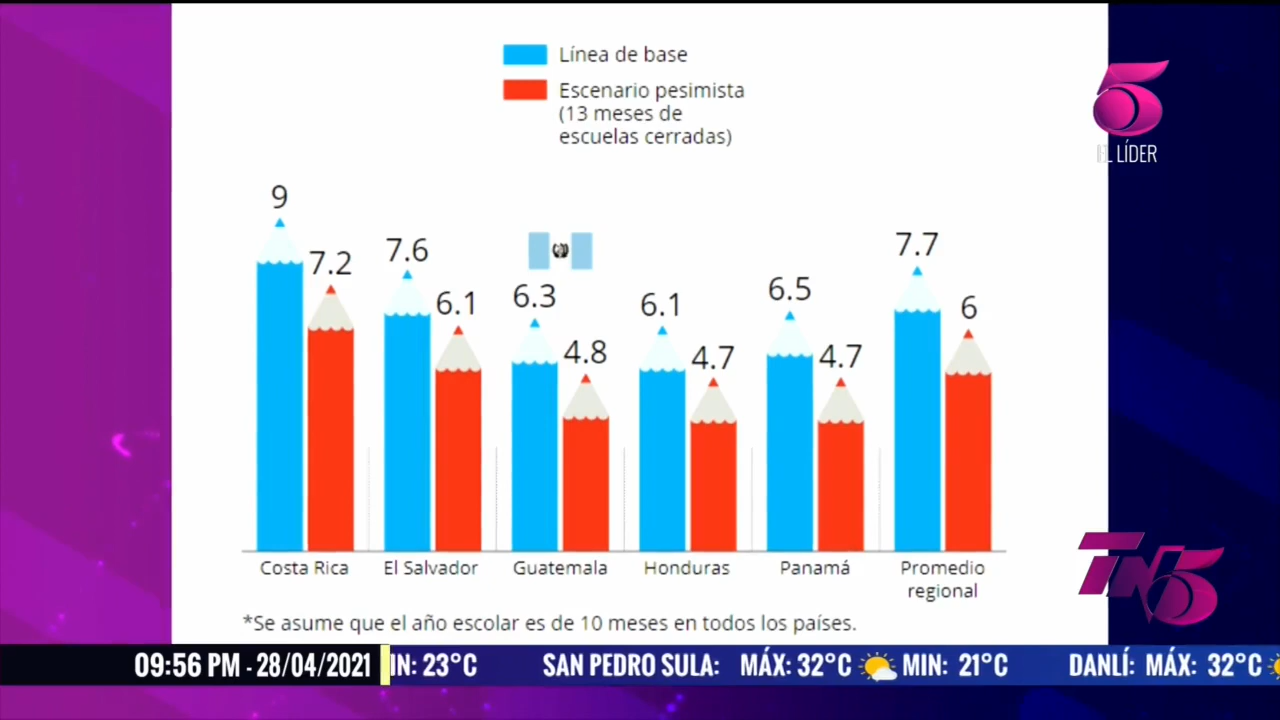 Línea de base
Escenario pesimista
(13 meses de
escuelas cerradas)
5
EL LÍDER
9
7.2
7.6
6.1
6.3
4.8
6.1
4.7
6.5
4.7
7.7
6
Costa Rica
El Salvador
Guatemala
Honduras
Panamá
Promedio
regional
*Se asume que el año escolar es de 10 meses en todos los países.
TN5
09:56 PM - 28/04/2021 IN: 23°C SAN PEDRO SULA: MÁX: 32°C MIN: 21°C DANLÍ: MÁX: 32°C